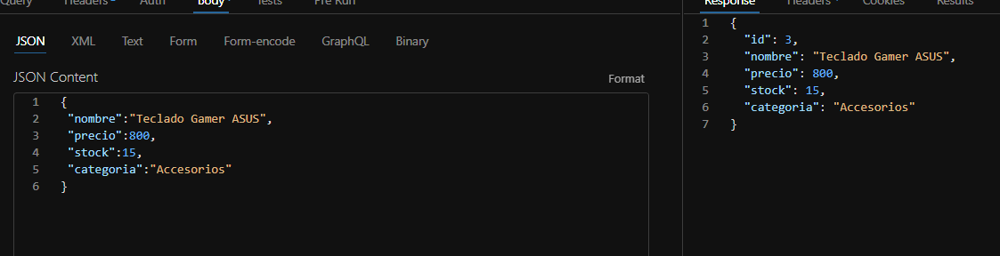 Query Headers Auth Body Tests Pre Run
JSON XML Text Form Form-encode GraphQL Binary
JSON Content
Format
1 {
2 "nombre":"Teclado Gamer ASUS",
3 "precio":800,
4 "stock":15,
5 "categoria":"Accesorios"
6 }
Response Headers Cookies Results
1 {
2 "id": 3,
3 "nombre": "Teclado Gamer ASUS",
4 "precio": 800,
5 "stock": 15,
6 "categoria": "Accesorios"
7 }